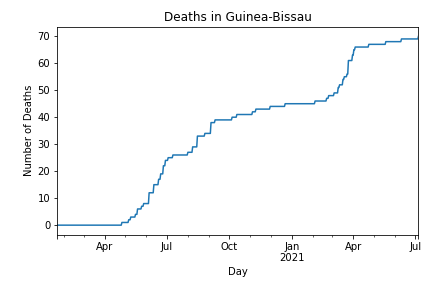 Deaths in Guinea-Bissau
Number of Deaths
70
60
50
40
30
20
10
0
Apr
Jul
Oct
Jan
2021
Apr
Jul
Day